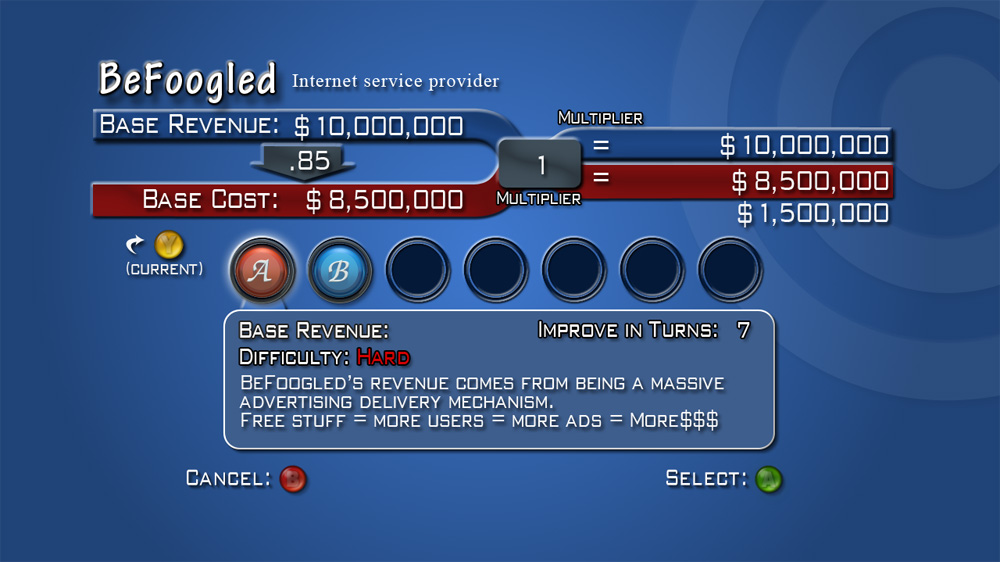 BeFoogled Internet service provider
Base Revenue: $10,000,000
Multiplier
= $10,000,000
.85
1
= $8,500,000
Base Cost: $8,500,000
Multiplier
$1,500,000
Y
(current)
A B
Base Revenue: Improve in Turns: 7
Difficulty: Hard
BeFoogled's revenue comes from being a massive
advertising delivery mechanism.
Free stuff = more users = more ads = More$$$
Cancel: B Select: A